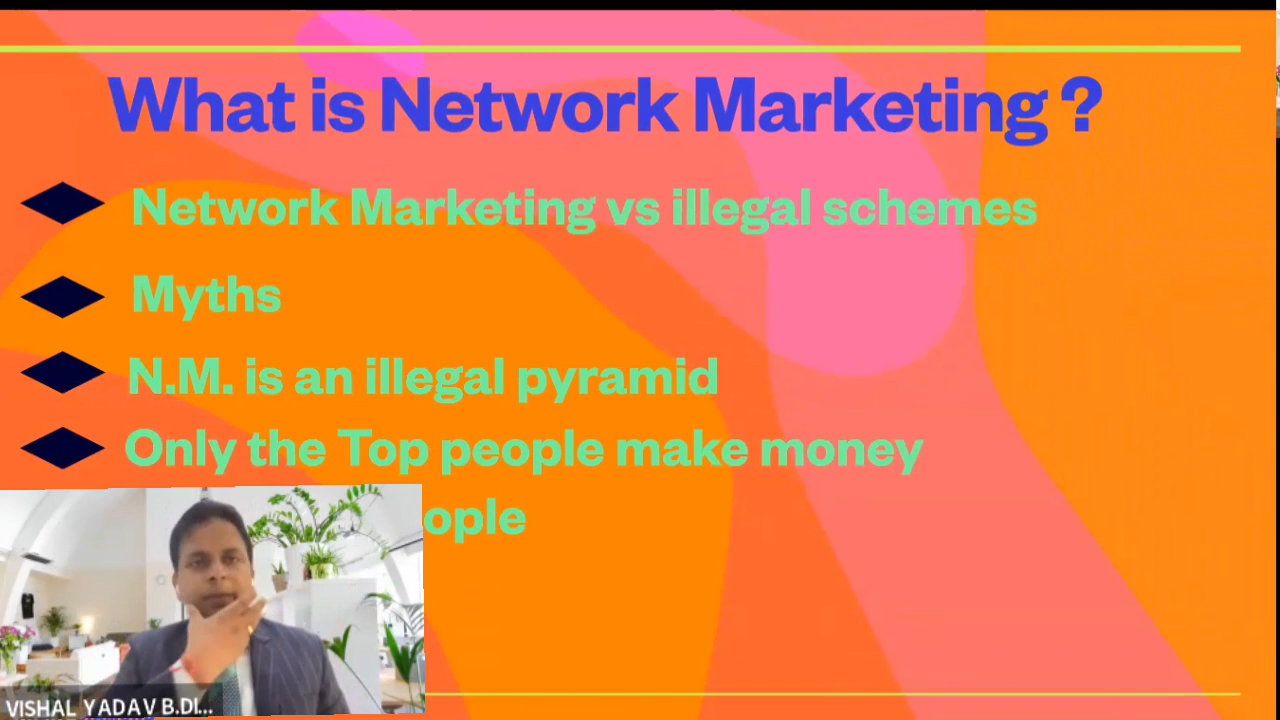 What is Network Marketing ?
Network Marketing vs illegal schemes
Myths
N.M. is an illegal pyramid
Only the Top people make money
ople
VISHAL YADAV B.DI...